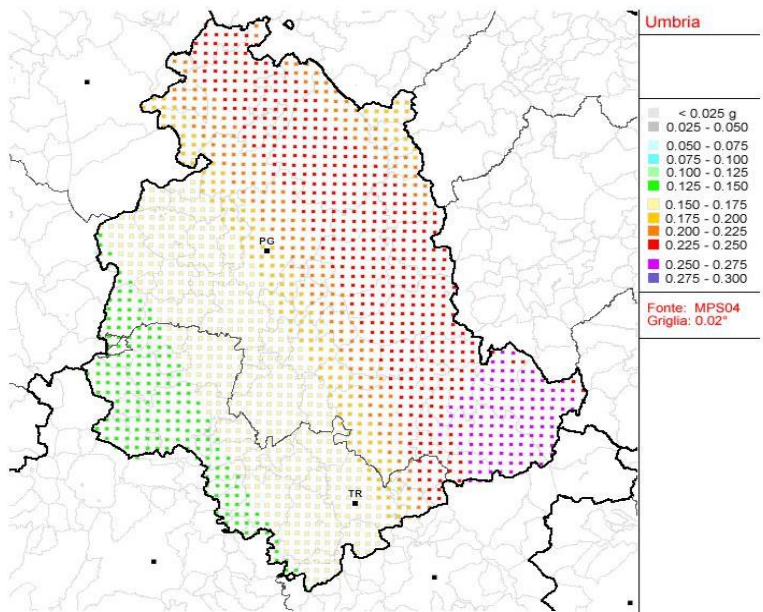 Umbria
< 0.025 g
0.025 - 0.050
0.050 - 0.075
0.075 - 0.100
0.100 - 0.125
0.125 - 0.150
0.150 - 0.175
0.175 - 0.200
0.200 - 0.225
0.225 - 0.250
0.250 - 0.275
0.275 - 0.300
Fonte: MPS04
Griglia: 0.02°
PG
TR